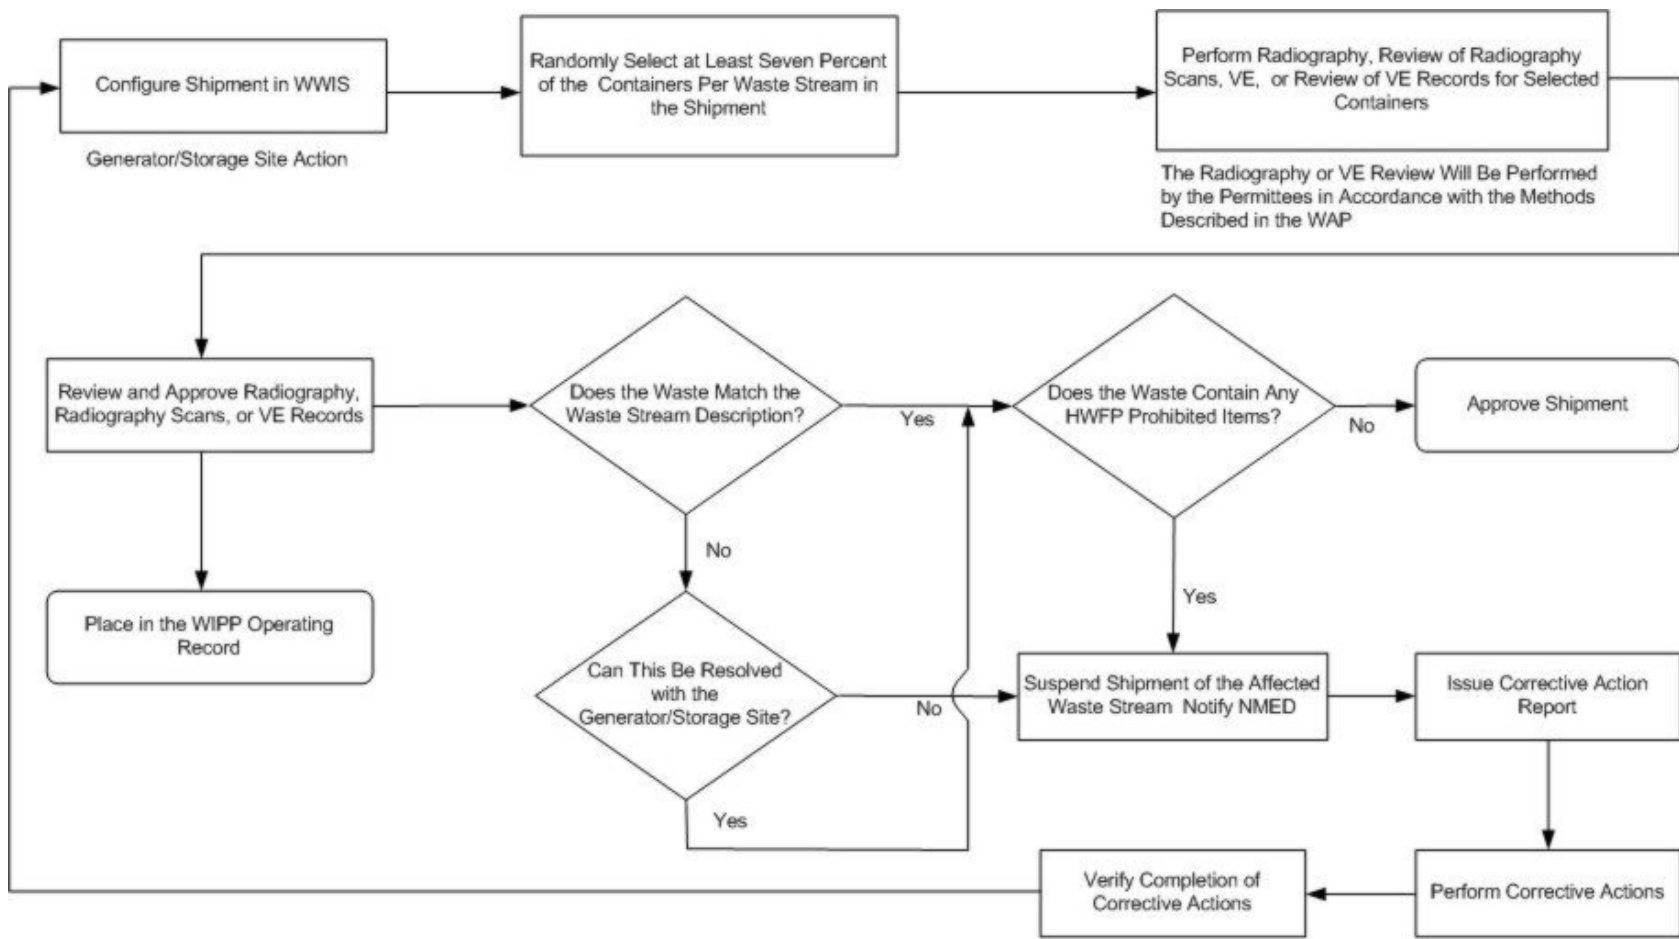 Configure Shipment in WWIS
Generator/Storage Site Action
Randomly Select at Least Seven Percent
of the Containers Per Waste Stream in
the Shipment
Perform Radiography, Review of Radiography
Scans, VE, or Review of VE Records for Selected
Containers
The Radiography or VE Review Will Be Performed
by the Permittees in Accordance with the Methods
Described in the WAP
Review and Approve Radiography,
Radiography Scans, or VE Records
Does the Waste Match the
Waste Stream Description?
Yes
Does the Waste Contain Any
HWFP Prohibited Items?
No
Approve Shipment
No
Yes
Place in the WIPP Operating
Record
Can This Be Resolved
with the
Generator/Storage Site?
No
Suspend Shipment of the Affected
Waste Stream Notify NMED
Issue Corrective Action
Report
Yes
Verify Completion of
Corrective Actions
Perform Corrective Actions